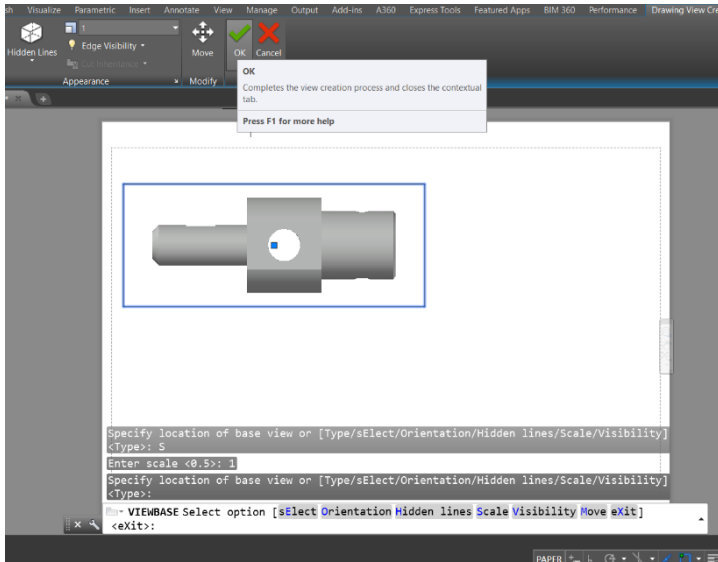 Visualize Parametric Insert Annotate View Manage Output Add-ins A360 Express Tools Featured Apps BIM 360 Performance Drawing View Cre
1
Edge Visibility
Cut Inheritance
Hidden Lines
Move
OK
Cancel
Appearance
Modify
OK
Completes the view creation process and closes the contextual
tab.
Press F1 for more help
Specify location of base view or [Type/sElect/Orientation/Hidden lines/Scale/Visibility]
<Type>: S
Enter scale <0.5>: 1
Specify location of base view or [Type/sElect/Orientation/Hidden lines/Scale/Visibility]
<Type>:
VIEWBASE Select option [sElect Orientation Hidden lines Scale Visibility Move eXit]
<eXit>:
PAPER